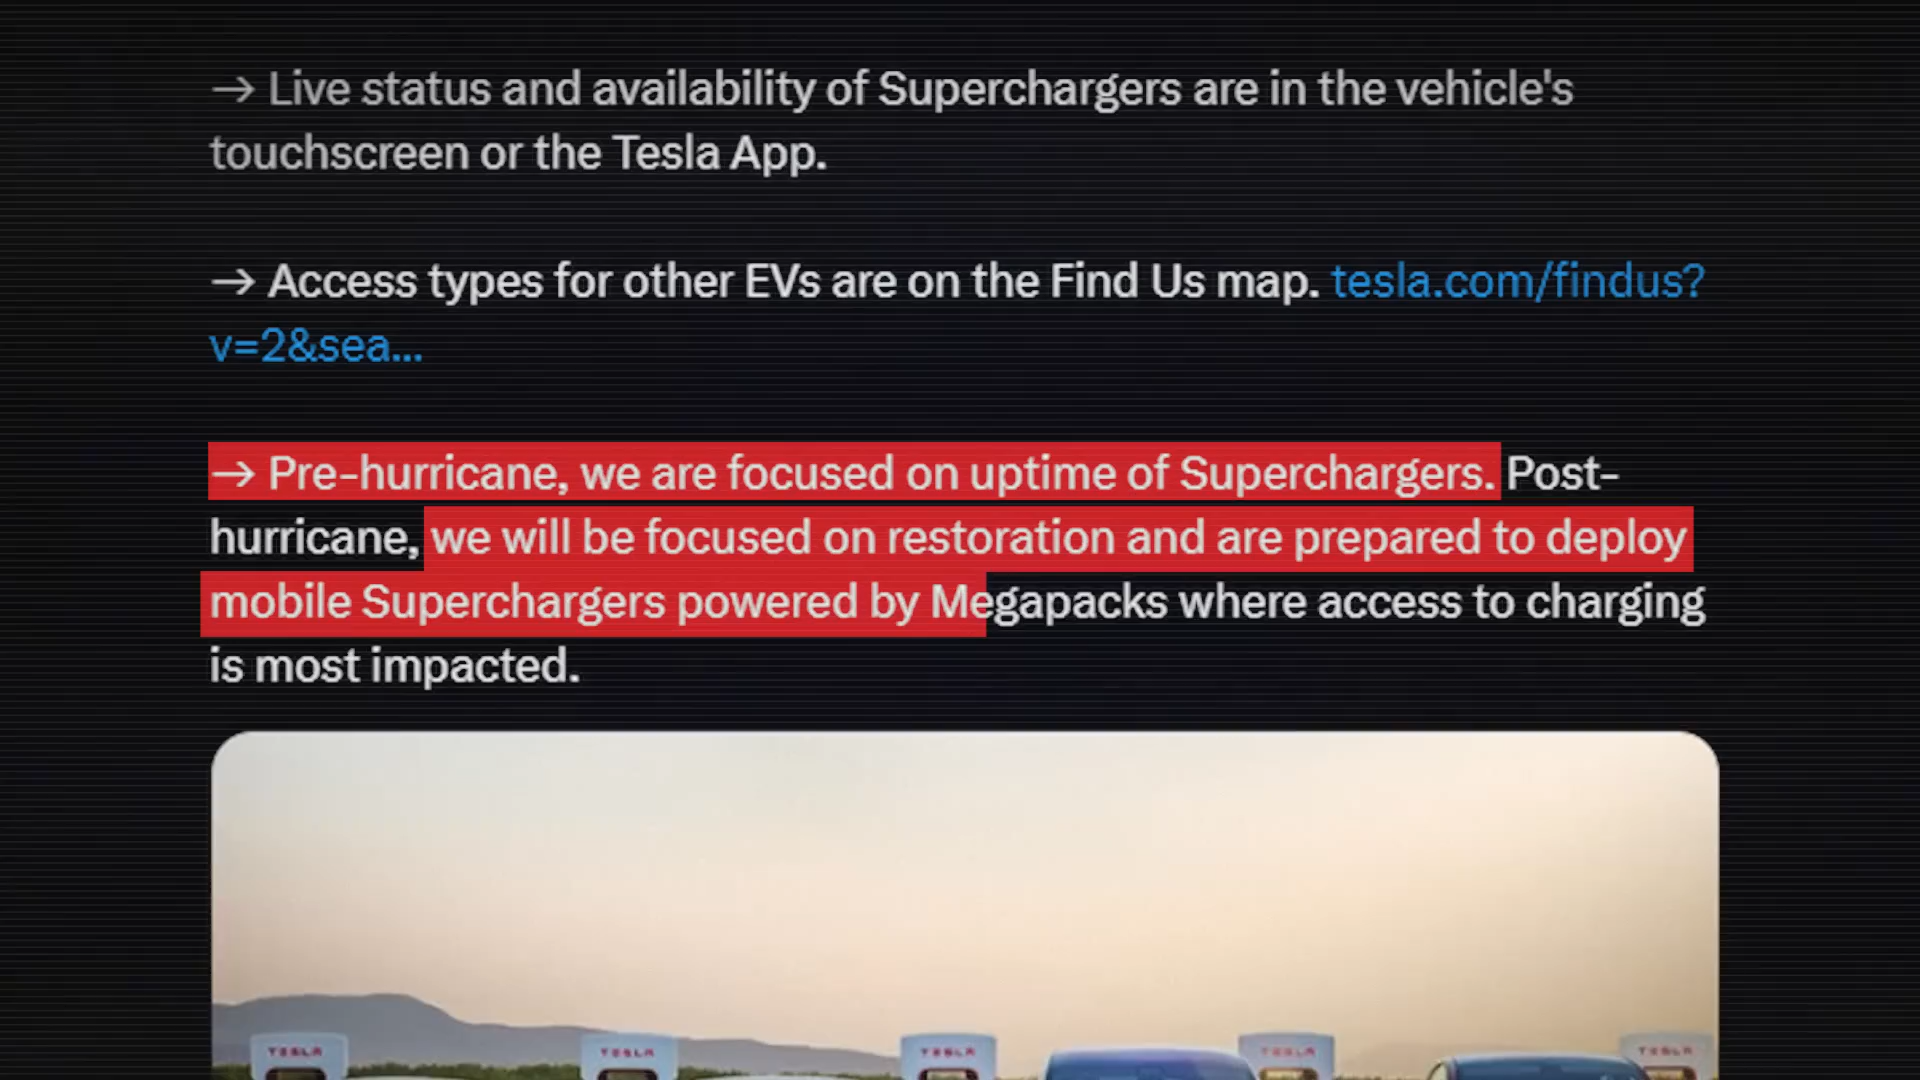 → Live status and availability of Superchargers are in the vehicle's
touchscreen or the Tesla App.
→ Access types for other EVs are on the Find Us map. tesla.com/findus?
v=2&sea...
→ Pre-hurricane, we are focused on uptime of Superchargers. Post-
hurricane, we will be focused on restoration and are prepared to deploy
mobile Superchargers powered by Megapacks where access to charging
is most impacted.
TESLA TESLA TESLA TESLA TESLA